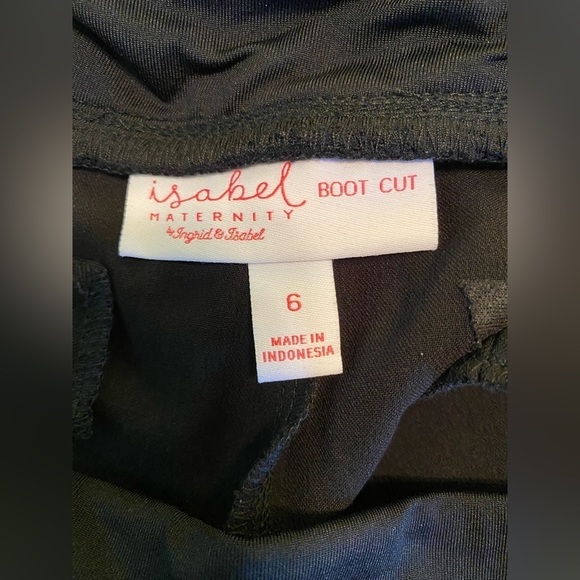 isabel BOOT CUT
MATERNITY
by Ingrid & Isabel
6
MADE IN
INDONESIA